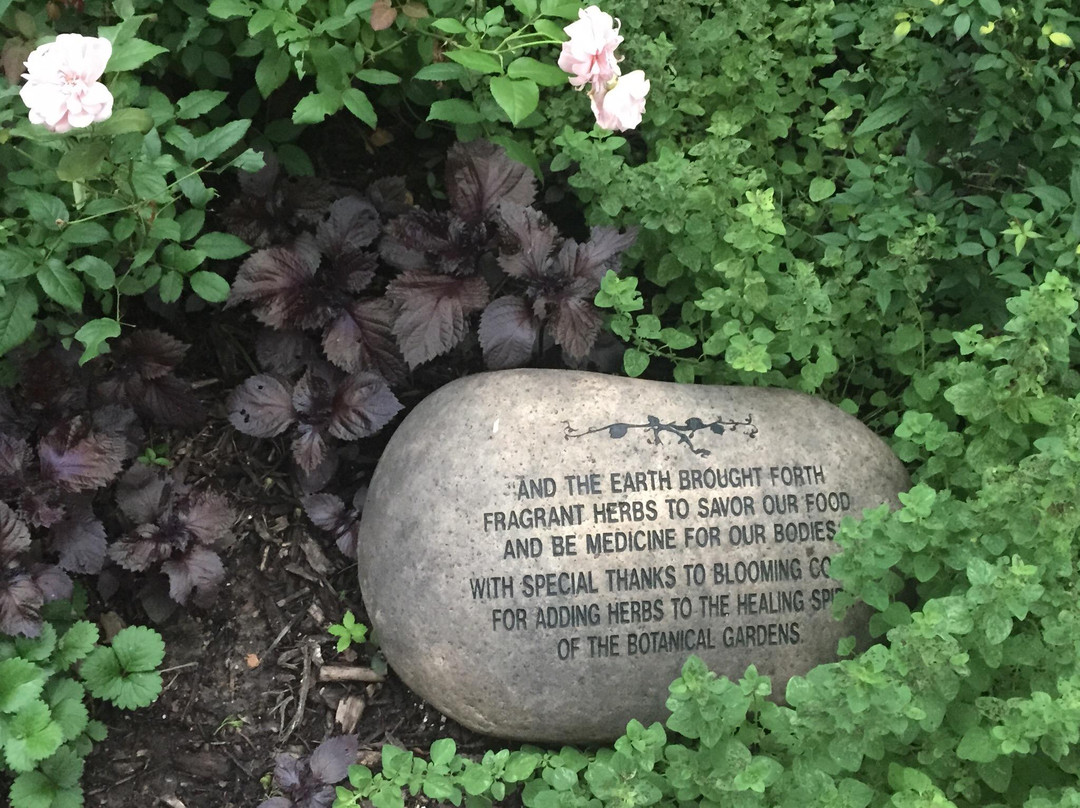 AND THE EARTH BROUGHT FORTH
FRAGRANT HERBS TO SAVOR OUR FOOD
AND BE MEDICINE FOR OUR BODIES
WITH SPECIAL THANKS TO BLOOMING
FOR ADDING HERBS TO THE HEALING
OF THE BOTANICAL GARDENS.